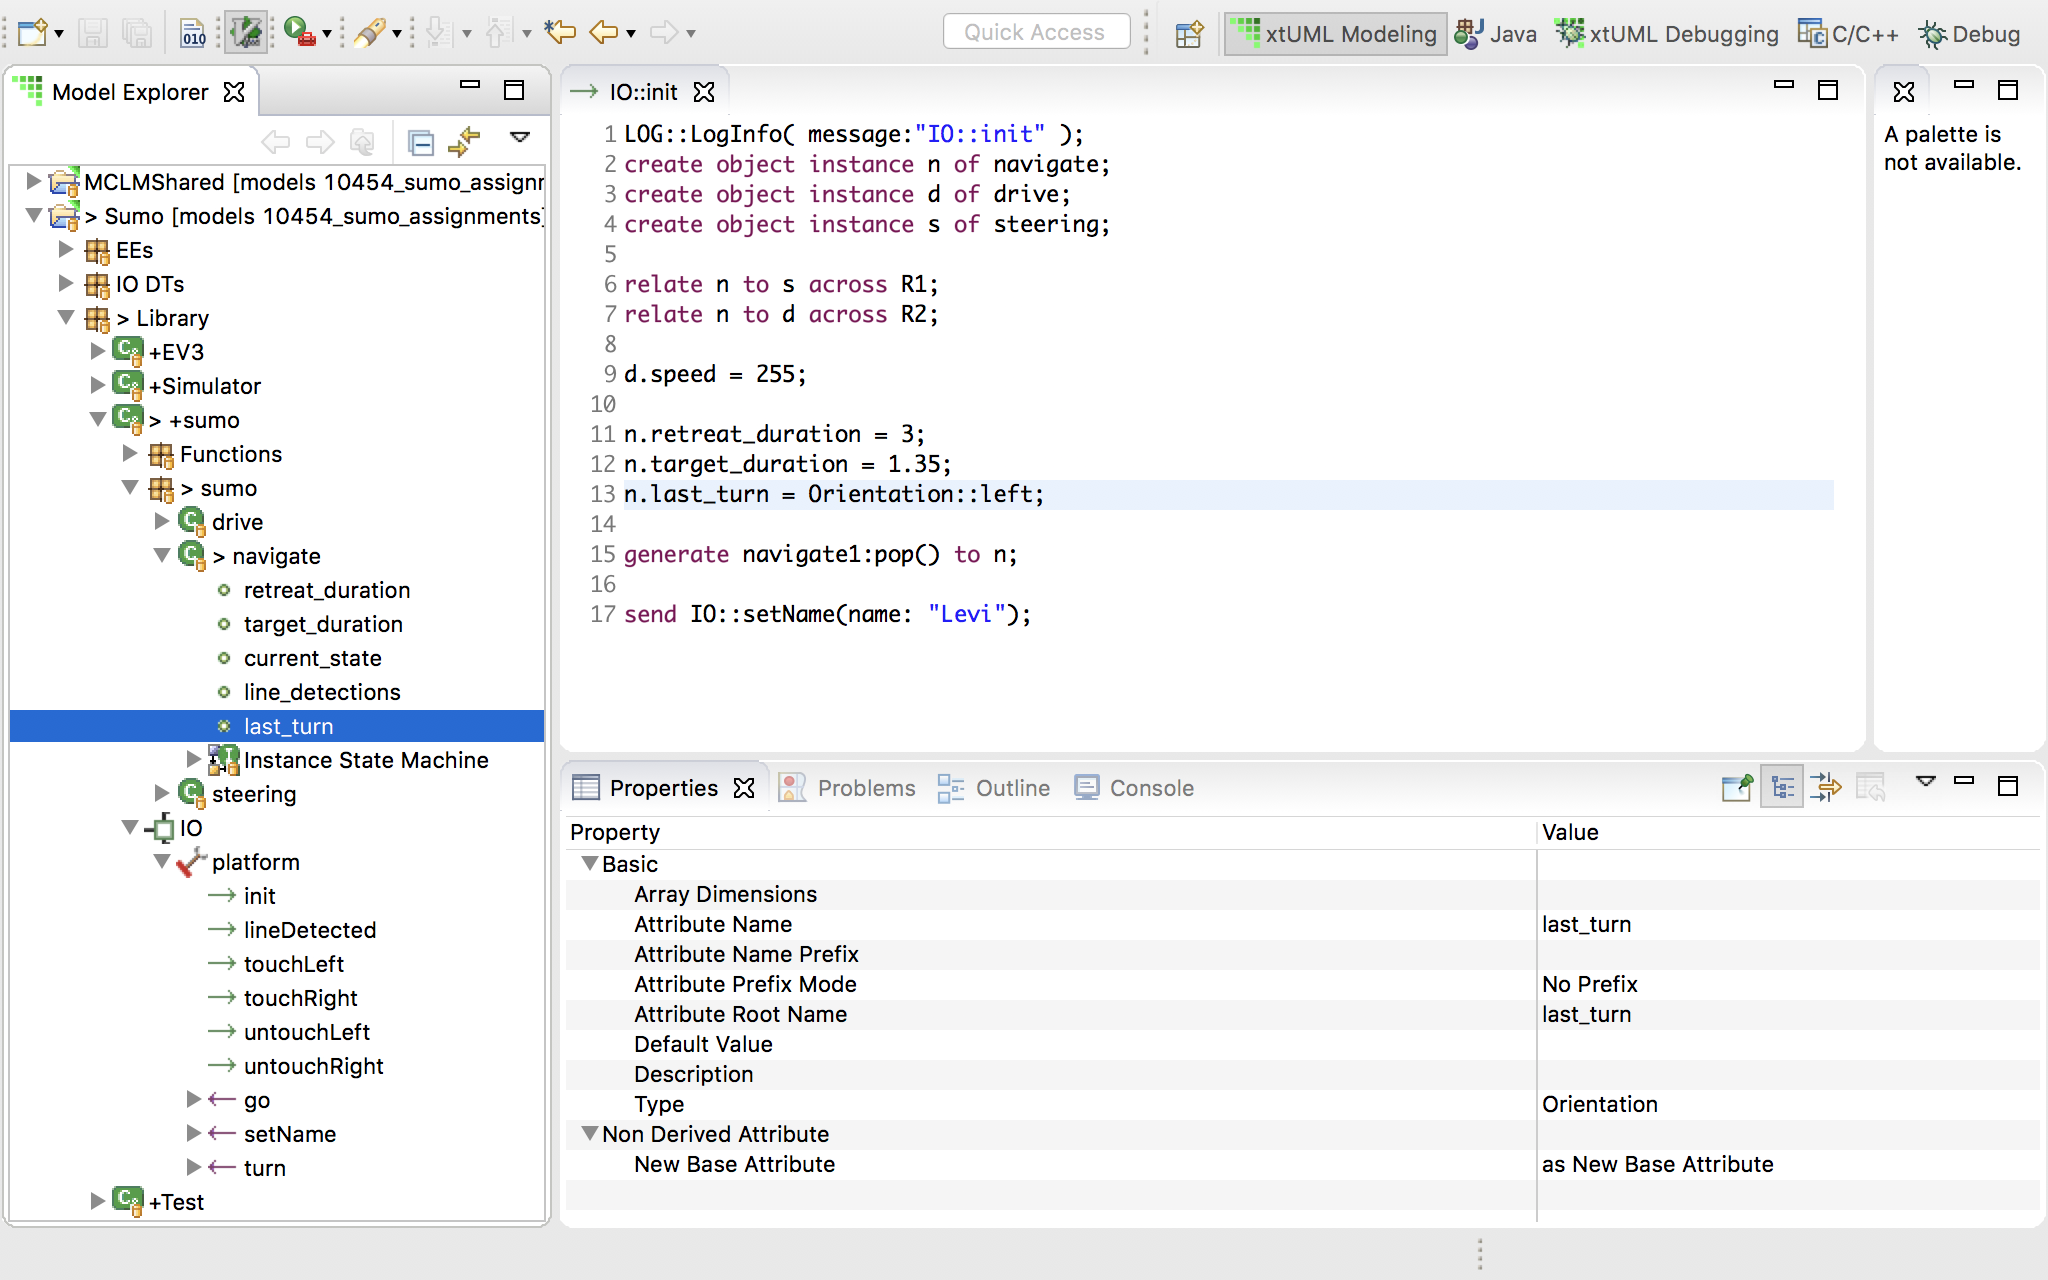 010
Quick Access
xtUML Modeling
Java
xtUML Debugging
C/C++
Debug
Model Explorer
MCLMShared [models 10454_sumo_assignr
> Sumo [models 10454_sumo_assignments]
EEs
IO DTs
> Library
+EV3
+Simulator
> +sumo
Functions
> sumo
drive
> navigate
retreat_duration
target_duration
current_state
line_detections
last_turn
Instance State Machine
steering
IO
platform
init
lineDetected
touchLeft
touchRight
untouchLeft
untouchRight
go
setName
turn
+Test
IO::init
1 LOG::LogInfo( message:"IO::init" );
2 create object instance n of navigate;
3 create object instance d of drive;
4 create object instance s of steering;
5
6 relate n to s across R1;
7 relate n to d across R2;
8
9 d.speed = 255;
10
11 n.retreat_duration = 3;
12 n.target_duration = 1.35;
13 n.last_turn = Orientation::left;
14
15 generate navigate1:pop() to n;
16
17 send IO::setName(name: "Levi");
A palette is
not available.
Properties
Problems
Outline
Console
Property Value
Basic
Array Dimensions
Attribute Name last_turn
Attribute Name Prefix
Attribute Prefix Mode No Prefix
Attribute Root Name last_turn
Default Value
Description
Type Orientation
Non Derived Attribute
New Base Attribute as New Base Attribute